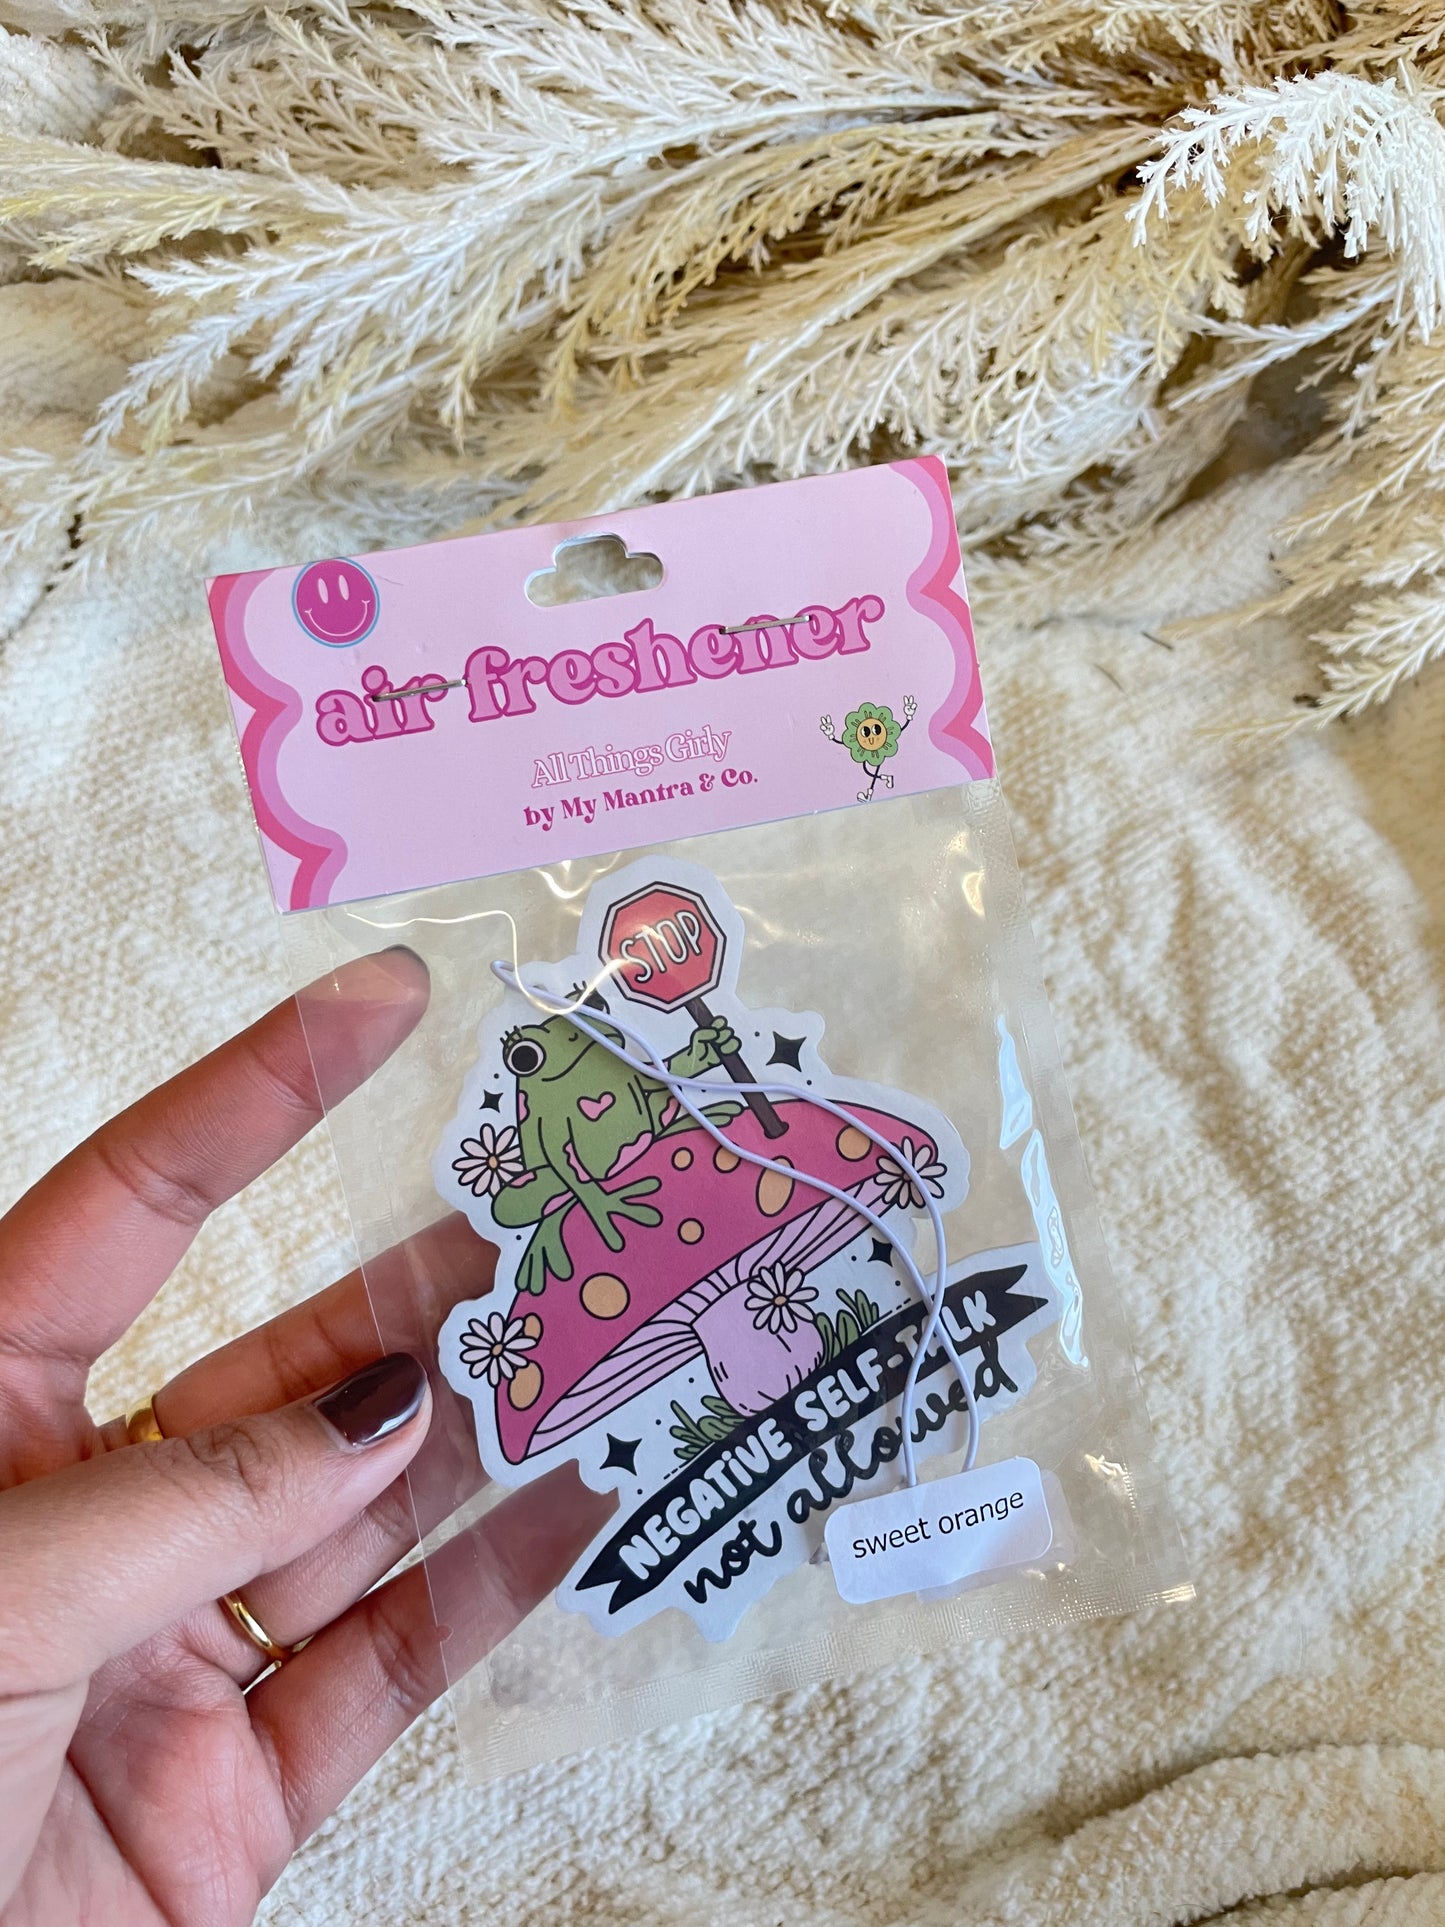 air freshener
All Things Girly
by My Mantra & Co.
STOP
NEGATiVE SELF-TALK
not allowed
sweet orange